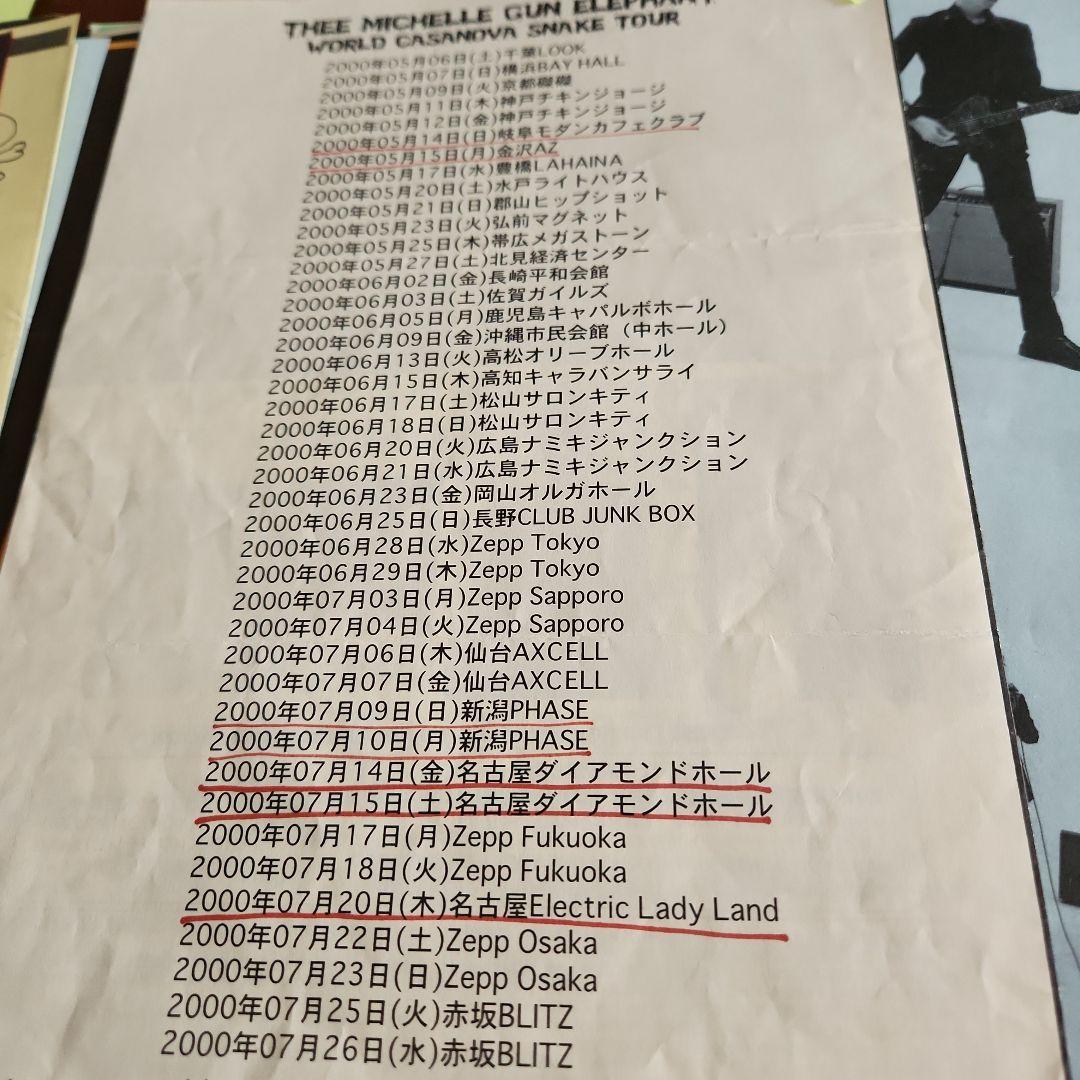 THEE MICHELLE GUN ELEPHANT
WORLD CASANOVA SNAKE TOUR
2000年05月06日(土)千葉LOOK
2000年05月07日(日)横浜BAY HALL
2000年05月09日(火)京都磔磔
2000年05月11日(木)神戸チキンジョージ
2000年05月12日(金)神戸チキンジョージ
2000年05月14日(日)岐阜モダンカフェクラブ
2000年05月15日(月)金沢AZ
2000年05月17日(水)豊橋LAHAINA
2000年05月20日(土)水戸ライトハウス
2000年05月21日(日)郡山ヒップショット
2000年05月23日(火)弘前マグネット
2000年05月25日(木)帯広メガストーン
2000年05月27日(土)北見経済センター
2000年06月02日(金)長崎平和会館
2000年06月03日(土)佐賀ガイルズ
2000年06月05日(月)鹿児島キャパルボホール
2000年06月09日(金)沖縄市民会館（中ホール）
2000年06月13日(火)高松オリーブホール
2000年06月15日(木)高知キャラバンサライ
2000年06月17日(土)松山サロンキティ
2000年06月18日(日)松山サロンキティ
2000年06月20日(火)広島ナミキジャンクション
2000年06月21日(水)広島ナミキジャンクション
2000年06月23日(金)岡山オルガホール
2000年06月25日(日)長野CLUB JUNK BOX
2000年06月28日(水)Zepp Tokyo
2000年06月29日(木)Zepp Tokyo
2000年07月03日(月)Zepp Sapporo
2000年07月04日(火)Zepp Sapporo
2000年07月06日(木)仙台AXCELL
2000年07月07日(金)仙台AXCELL
2000年07月09日(日)新潟PHASE
2000年07月10日(月)新潟PHASE
2000年07月14日(金)名古屋ダイアモンドホール
2000年07月15日(土)名古屋ダイアモンドホール
2000年07月17日(月)Zepp Fukuoka
2000年07月18日(火)Zepp Fukuoka
2000年07月20日(木)名古屋Electric Lady Land
2000年07月22日(土)Zepp Osaka
2000年07月23日(日)Zepp Osaka
2000年07月25日(火)赤坂BLITZ
2000年07月26日(水)赤坂BLITZ